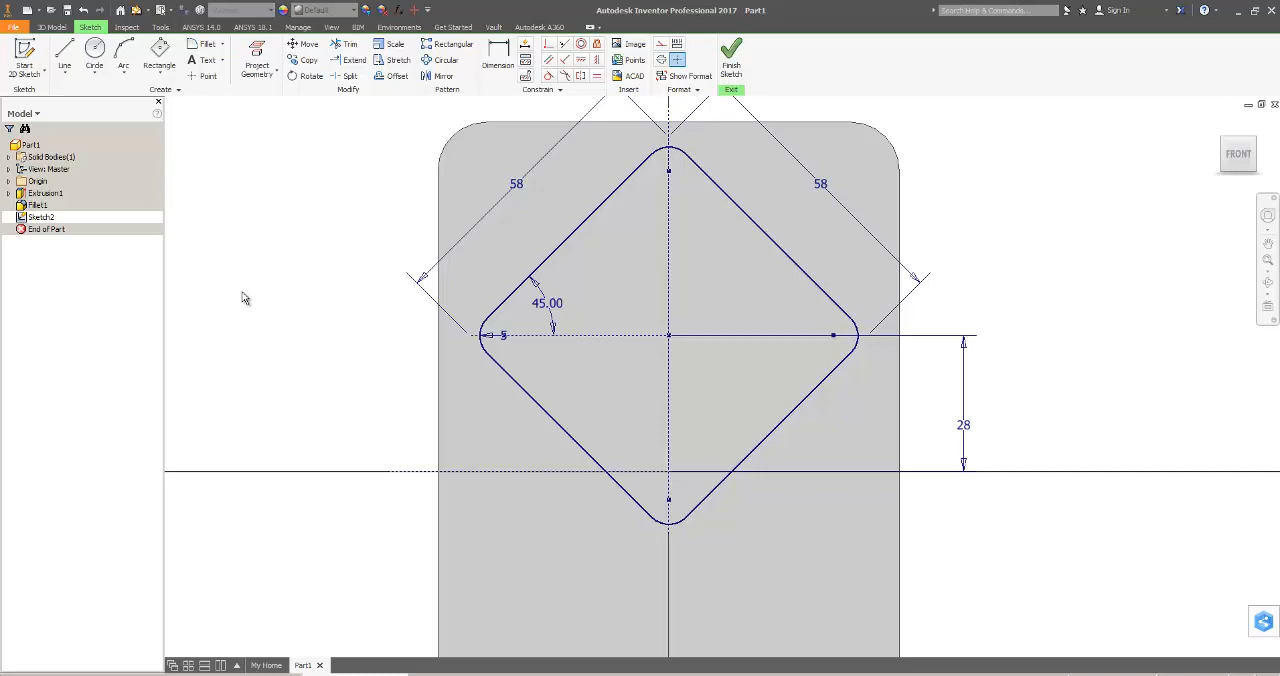 Default
Autodesk Inventor Professional 2017 Part1
Search Help & Commands...
Sign In
File 3D Model Sketch Inspect Tools ANSYS 14.0 ANSYS 18.1 Manage View BIM Environments Get Started Vault Autodesk A360
Start
2D Sketch
Line Circle Arc Rectangle
Fillet
Text
Point
Project
Geometry
Move Trim Scale
Copy Extend Stretch
Rotate Split Offset
Rectangular
Circular
Mirror
Dimension
Image
Points
ACAD
Show Format
Finish
Sketch
Sketch Create Modify Pattern Constrain Insert Format Exit
Model
Part1
Solid Bodies(1)
View: Master
Origin
Extrusion1
Fillet1
Sketch2
End of Part
FRONT
58 58
45.00
5
28
My Home Part1